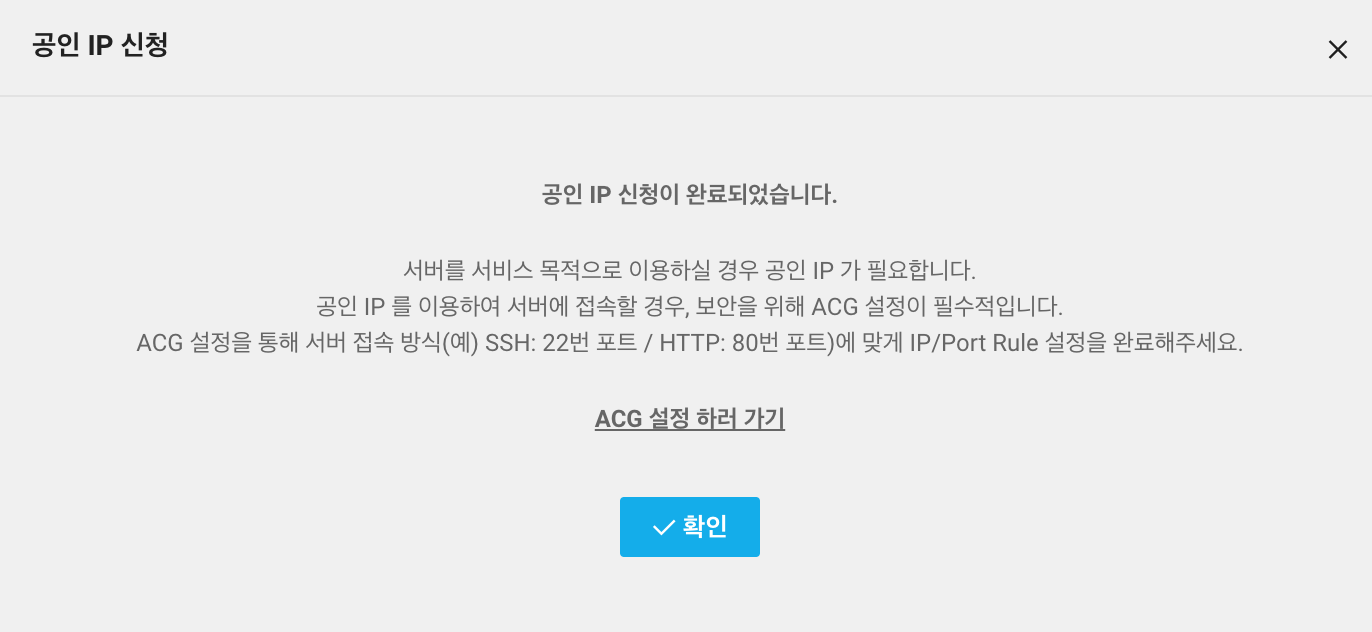 공인 IP 신청
공인 IP 신청이 완료되었습니다.
서버를 서비스 목적으로 이용하실 경우 공인 IP 가 필요합니다.
공인 IP 를 이용하여 서버에 접속할 경우, 보안을 위해 ACG 설정이 필수적입니다.
ACG 설정을 통해 서버 접속 방식(예) SSH: 22번 포트 / HTTP: 80번 포트)에 맞게 IP/Port Rule 설정을 완료해주세요.
ACG 설정 하러 가기
확인